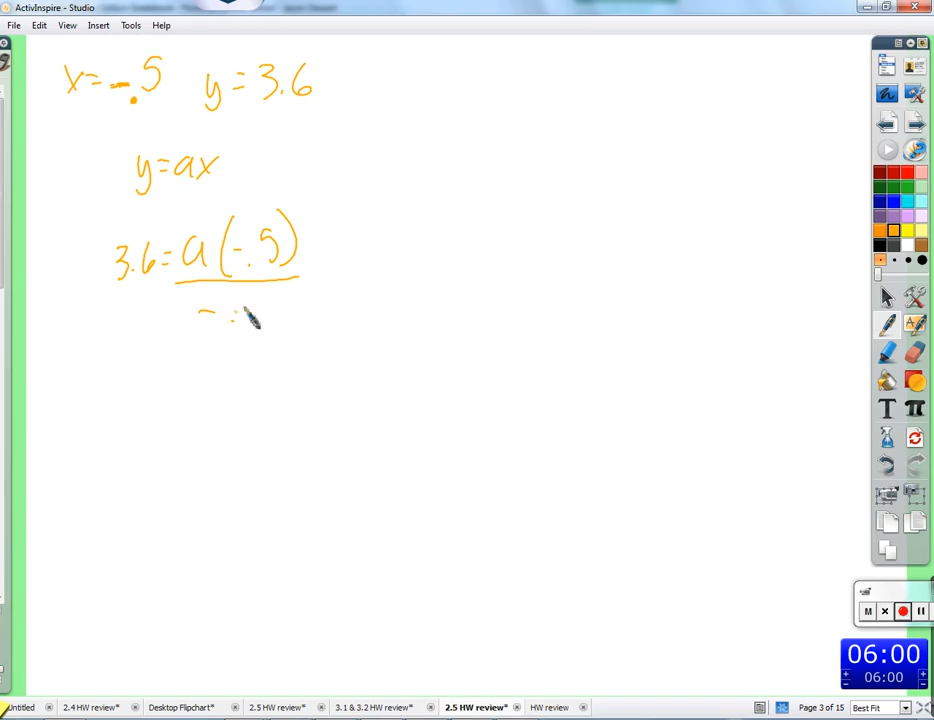 ActivInspire - Studio
File Edit View Insert Tools Help
x = -.5 y = 3.6
y = ax
3.6 = a(-.5)
- .
M
06:00
06:00
Untitled 2.4 HW review* Desktop Flipchart* 2.5 HW review* 3.1 & 3.2 HW review* 2.5 HW review* HW review Page 3 of 15 Best Fit